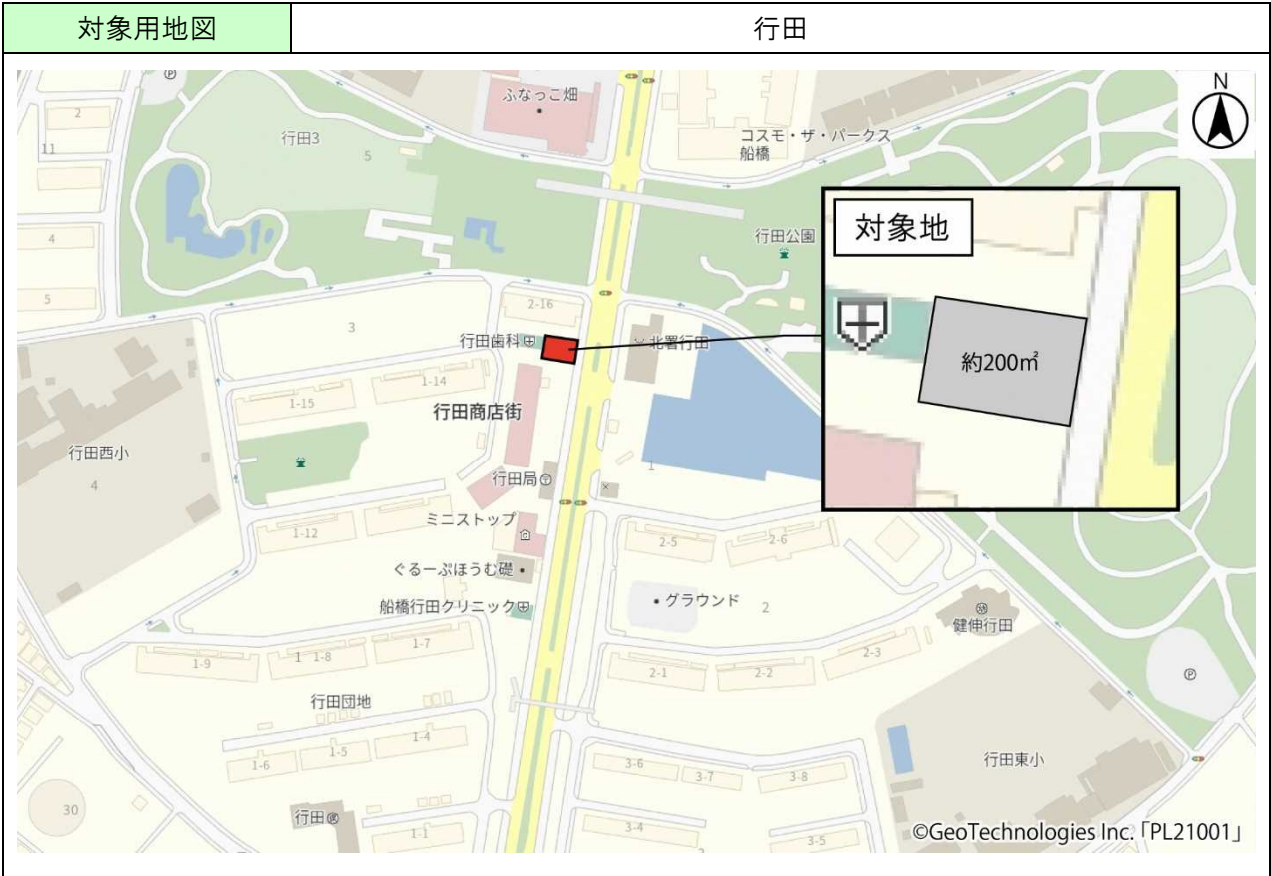 対象用地図
行田
N
ふなっこ畑
コスモ・ザ・パークス
船橋
行田3
5
2
11
4
5
行田公園
対象地
約200㎡
2-16
3
行田歯科
北署行田
1-14
1-15
行田商店街
行田西小
4
行田局
1
ミニストップ
1-12
2-5
2-6
ぐるーぷほうむ礎
グラウンド
2
船橋行田クリニック
健伸行田
1-7
1
1-8
1-9
2-3
2-1
2-2
行田団地
1-4
1-5
1-6
行田東小
3-6
3-7
3-8
30
行田
1-1
3-4
3-5
©GeoTechnologies Inc.「PL21001」